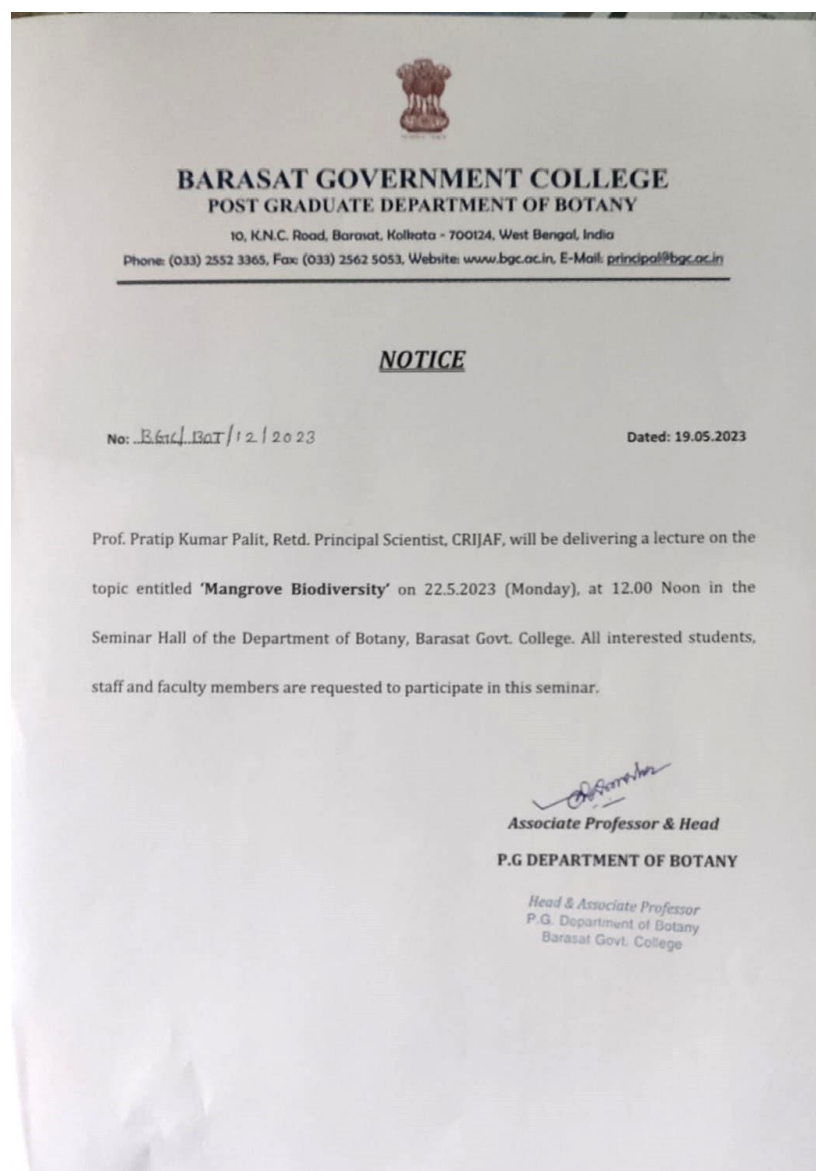 BARASAT GOVERNMENT COLLEGE
POST GRADUATE DEPARTMENT OF BOTANY
10, K.N.C. Road, Barasat, Kolkata - 700124, West Bengal, India
Phone: (033) 2552 3365, Fax: (033) 2562 5053, Website: www.bgc.ac.in, E-Mail: principal@bgc.ac.in
NOTICE
No: BGC/BOT/12/2023 Dated: 19.05.2023
Prof. Pratip Kumar Palit, Retd. Principal Scientist, CRIJAF, will be delivering a lecture on the
topic entitled ‘Mangrove Biodiversity’ on 22.5.2023 (Monday), at 12.00 Noon in the
Seminar Hall of the Department of Botany, Barasat Govt. College. All interested students,
staff and faculty members are requested to participate in this seminar.
Associate Professor & Head
P.G DEPARTMENT OF BOTANY
Head & Associate Professor
P.G. Department of Botany
Barasat Govt. College